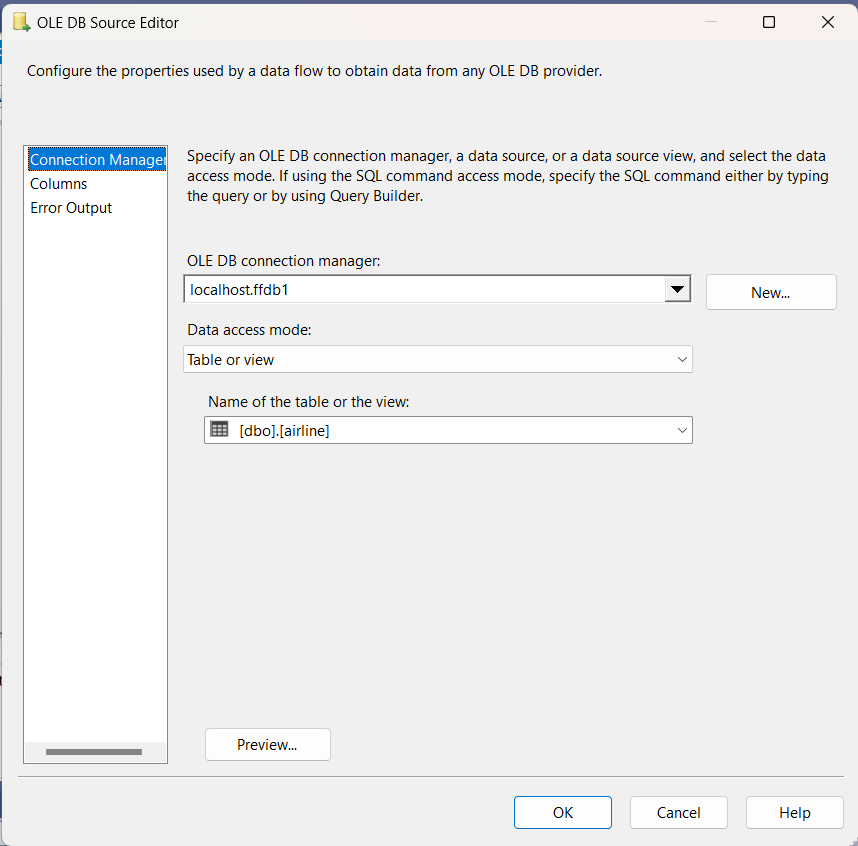 OLE DB Source Editor
Configure the properties used by a data flow to obtain data from any OLE DB provider.
Connection Manager
Columns
Error Output
Specify an OLE DB connection manager, a data source, or a data source view, and select the data
access mode. If using the SQL command access mode, specify the SQL command either by typing
the query or by using Query Builder.
OLE DB connection manager:
localhost.ffdb1
New...
Data access mode:
Table or view
Name of the table or the view:
[dbo].[airline]
Preview...
OK
Cancel
Help